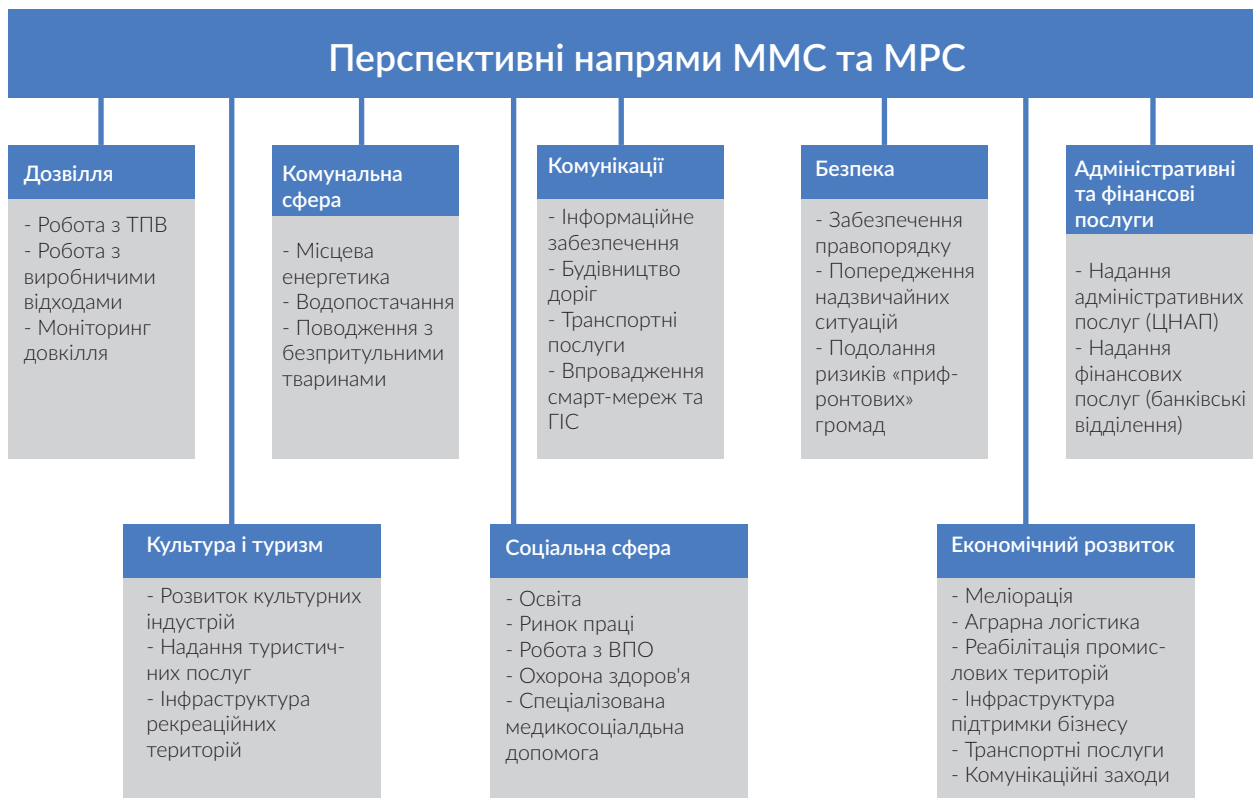 Перспективні напрями ММС та МРС
Дозвілля
- Робота з ТПВ
- Робота з
виробничими
відходами
- Моніторинг
довкілля
Комунальна
сфера
- Місцева
енергетика
- Водопостачання
- Поводження з
безпритульними
тваринами
Комунікації
- Інформаційне
забезпечення
- Будівництво
доріг
- Транспортні
послуги
- Впровадження
смарт-мереж та
ГІС
Безпека
- Забезпечення
правопорядку
- Попередження
надзвичайних
ситуацій
- Подолання
ризиків «приф-
ронтових»
громад
Адміністративні
та фінансові
послуги
- Надання
адміністративних
послуг (ЦНАП)
- Надання
фінансових
послуг (банківські
відділення)
Культура і туризм
- Розвиток культурних
індустрій
- Надання туристич-
них послуг
- Інфраструктура
рекреаційних
територій
Соціальна сфера
- Освіта
- Ринок праці
- Робота з ВПО
- Охорона здоров'я
- Спеціалізована
медикосоціалдьна
допомога
Економічний розвиток
- Меліорація
- Аграрна логістика
- Реабілітація промис-
лових територій
- Інфраструктура
підтримки бізнесу
- Транспортні послуги
- Комунікаційні заходи